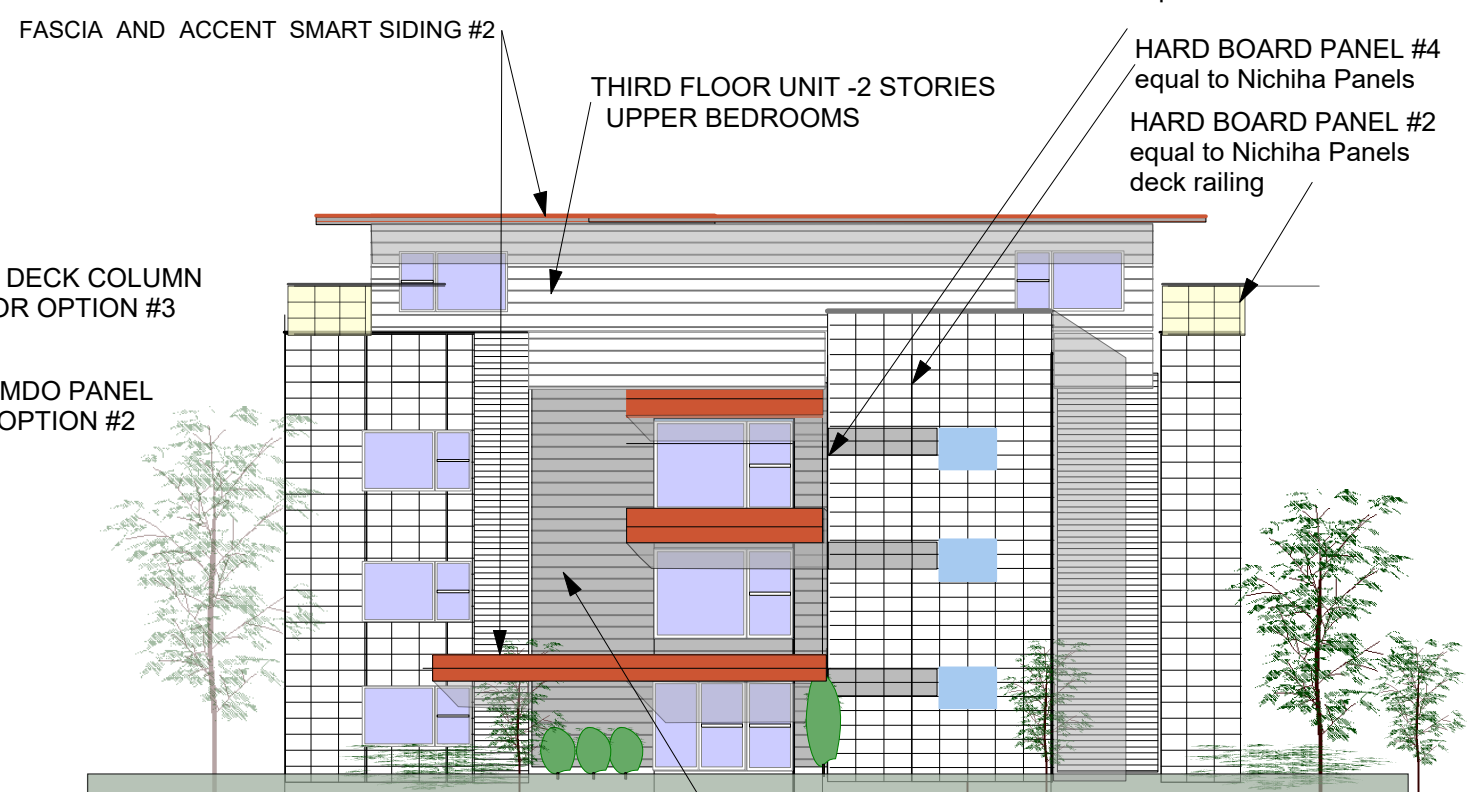 FASCIA AND ACCENT SMART SIDING #2
THIRD FLOOR UNIT -2 STORIES
UPPER BEDROOMS
HARD BOARD PANEL #4
equal to Nichiha Panels
HARD BOARD PANEL #2
equal to Nichiha Panels
deck railing
DECK COLUMN
OR OPTION #3
MDO PANEL
OPTION #2